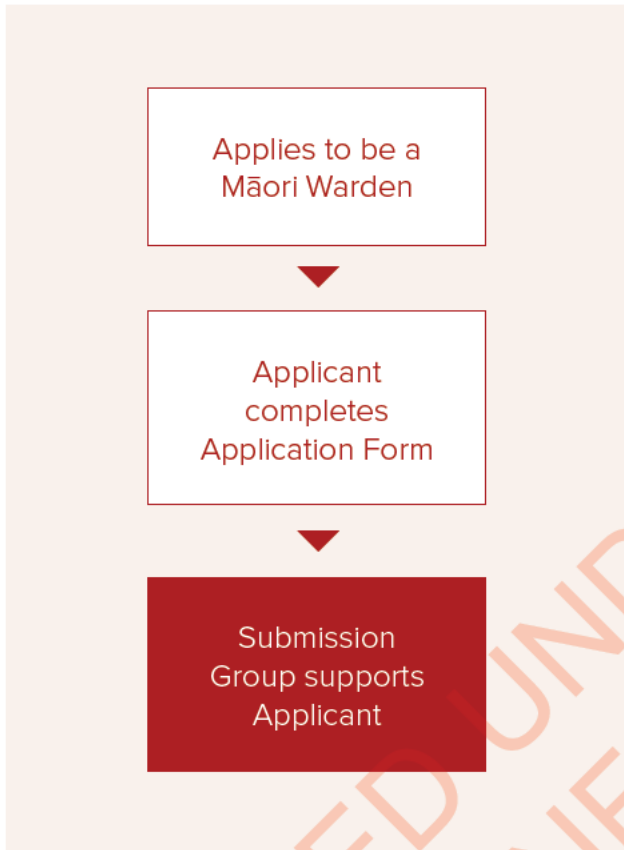 Applies to be a
Māori Warden
Applicant
completes
Application Form
Submission
Group supports
Applicant